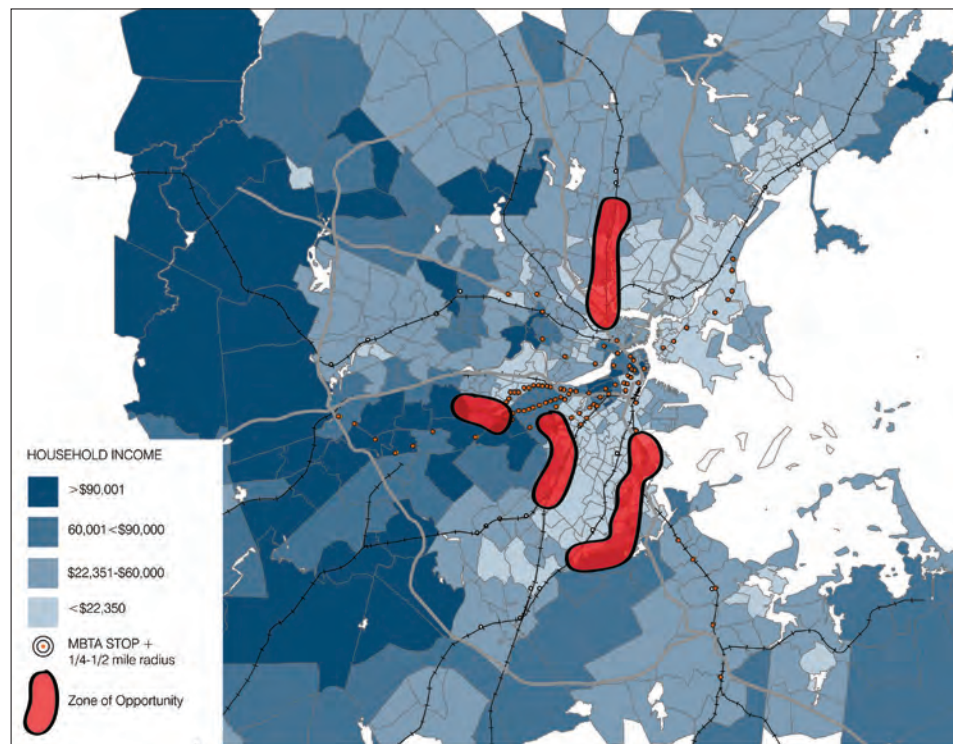 HOUSEHOLD INCOME
>$90,001
60,001<$90,000
$22,351-$60,000
<$22,350
MBTA STOP +
1/4-1/2 mile radius
Zone of Opportunity